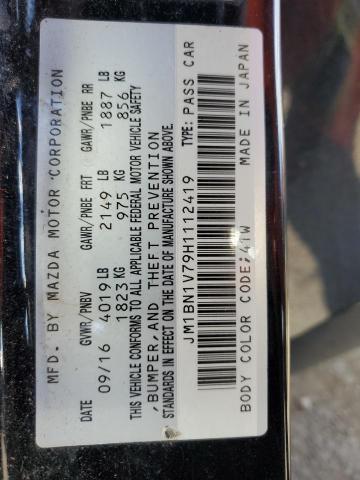 MFD. BY MAZDA MOTOR CORPORATION
DATE GVWR/PNBV GAWR/PNBE FRT GAWR/PNBE RR
09/16 4019 LB 2149 LB 1887 LB
1823 KG 975 KG 856 KG
THIS VEHICLE CONFORMS TO ALL APPLICABLE FEDERAL MOTOR VEHICLE SAFETY
, BUMPER, AND THEFT PREVENTION
STANDARDS IN EFFECT ON THE DATE OF MANUFACTURE SHOWN ABOVE.
JM1BN1V79H1112419 TYPE: PASS CAR
BODY COLOR CODE: 41W MADE IN JAPAN